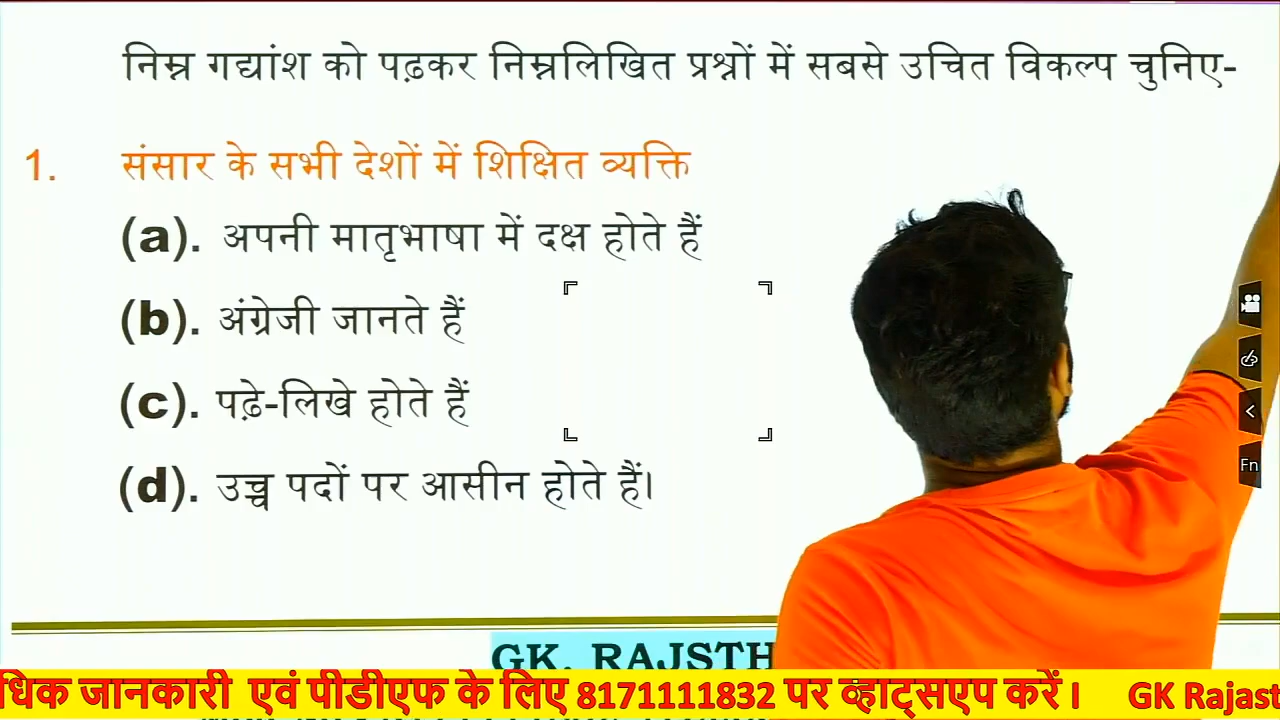 निम्न गद्यांश को पढ़कर निम्नलिखित प्रश्नों में सबसे उचित विकल्प चुनिए-
1. संसार के सभी देशों में शिक्षित व्यक्ति
(a). अपनी मातृभाषा में दक्ष होते हैं
(b). अंग्रेजी जानते हैं
(c). पढ़े-लिखे होते हैं
(d). उच्च पदों पर आसीन होते हैं।
<
Fn
GK. RAJSTH
धिक जानकारी एवं पीडीएफ के लिए 8171111832 पर व्हाट्सएप करें। GK Rajast